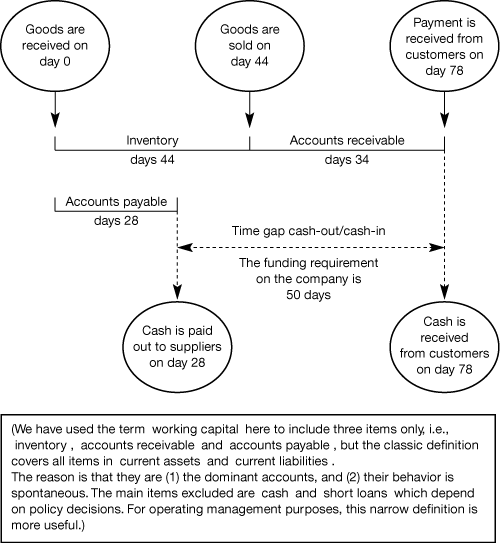 Goods are
received on
day 0
Goods are
sold on
day 44
Payment is
received from
customers on
day 78
Inventory
Accounts receivable
days 44
days 34
Accounts payable
days 28
Time gap cash-out/cash-in
The funding requirement
on the company is
50 days
Cash is paid
out to suppliers
on day 28
Cash is
received
from customers
on day 78
(We have used the term working capital here to include three items only, i.e.,
inventory , accounts receivable and accounts payable , but the classic definition
covers all items in current assets and current liabilities .
The reason is that they are (1) the dominant accounts, and (2) their behavior is
spontaneous. The main items excluded are cash and short loans which depend
on policy decisions. For operating management purposes, this narrow definition is
more useful.)